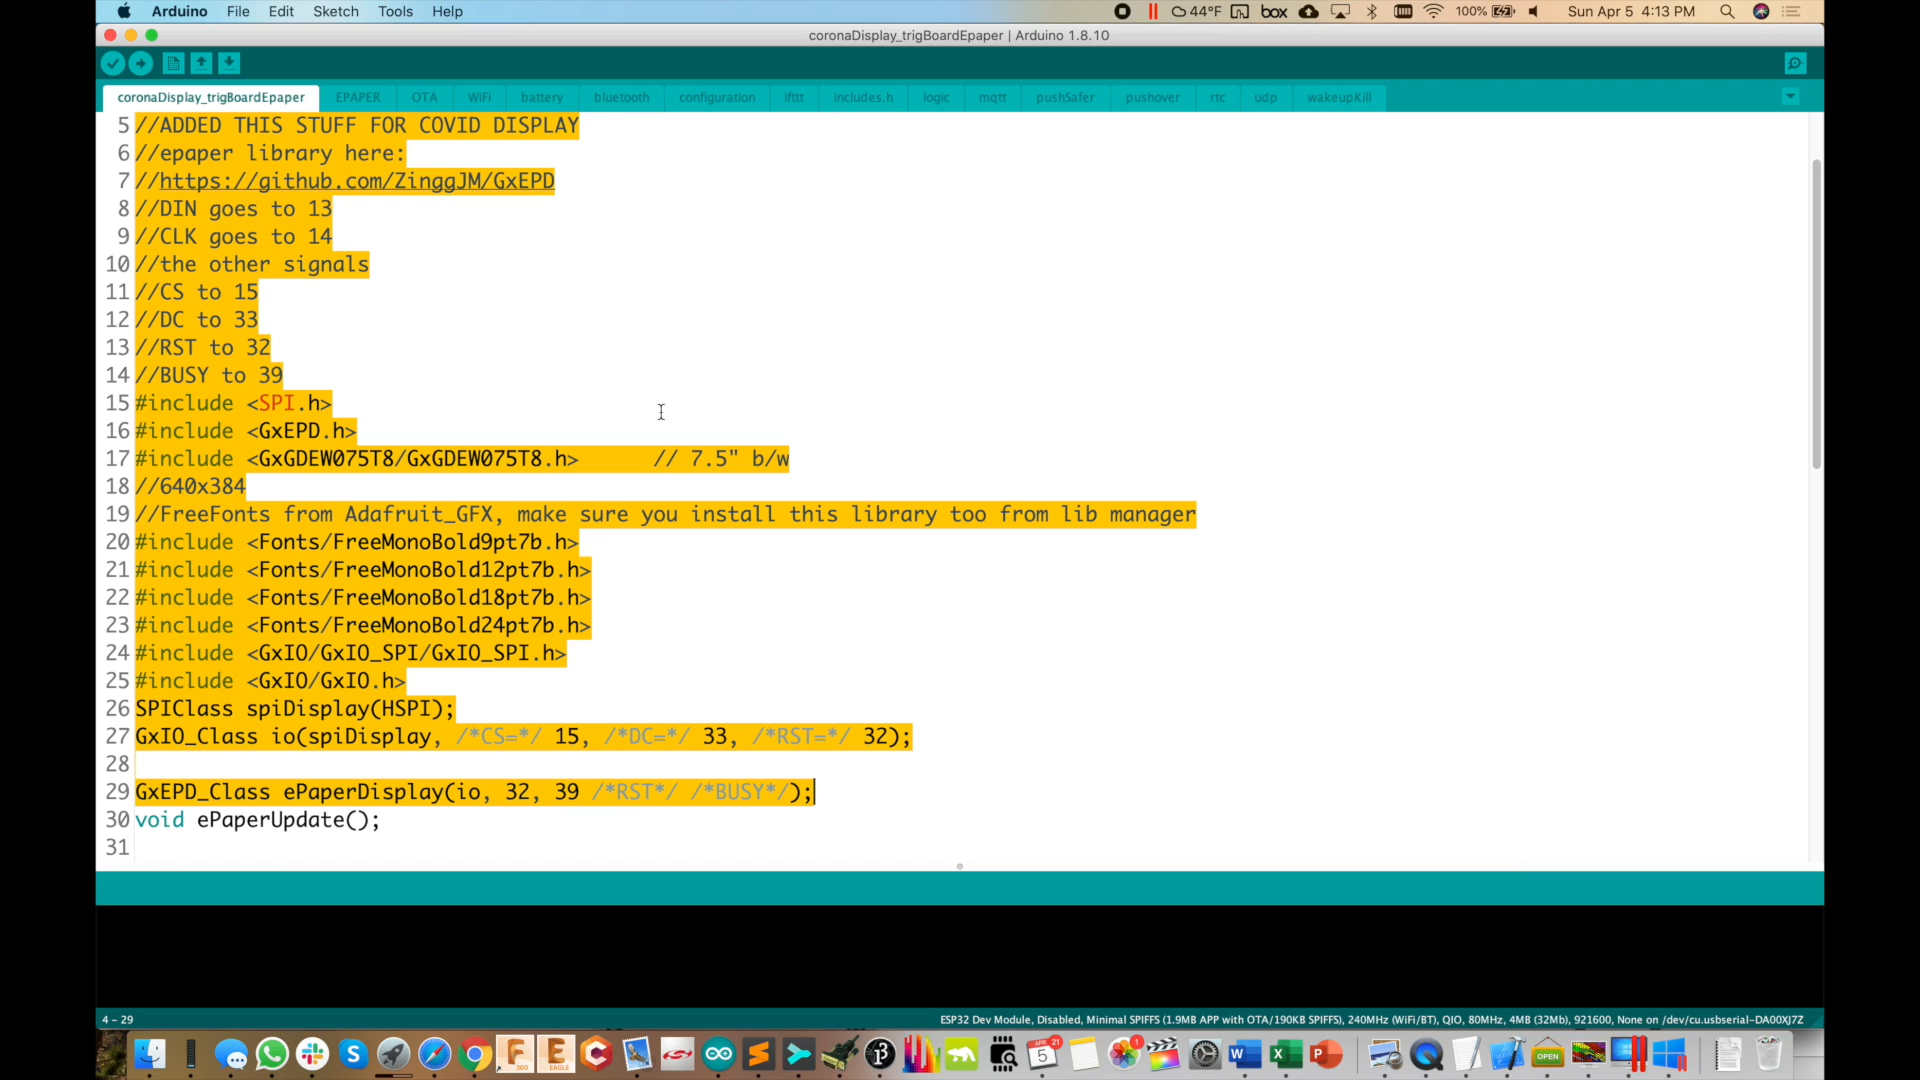 Arduino File Edit Sketch Tools Help 44°F box 100% Sun Apr 5 4:13 PM
coronaDisplay_trigBoardEpaper | Arduino 1.8.10
coronaDisplay_trigBoardEpaper EPAPER OTA WiFi battery bluetooth configuration ifttt includes.h logic mqtt pushSafer pushover rtc udp wakeupKill
5 //ADDED THIS STUFF FOR COVID DISPLAY
6 //epaper library here:
7 //https://github.com/ZinggJM/GxEPD
8 //DIN goes to 13
9 //CLK goes to 14
10 //the other signals
11 //CS to 15
12 //DC to 33
13 //RST to 32
14 //BUSY to 39
15 #include <SPI.h>
16 #include <GxEPD.h>
17 #include <GxGDEW075T8/GxGDEW075T8.h> // 7.5" b/w
18 //640x384
19 //FreeFonts from Adafruit_GFX, make sure you install this library too from lib manager
20 #include <Fonts/FreeMonoBold9pt7b.h>
21 #include <Fonts/FreeMonoBold12pt7b.h>
22 #include <Fonts/FreeMonoBold18pt7b.h>
23 #include <Fonts/FreeMonoBold24pt7b.h>
24 #include <GxIO/GxIO_SPI/GxIO_SPI.h>
25 #include <GxIO/GxIO.h>
26 SPIClass spiDisplay(HSPI);
27 GxIO_Class io(spiDisplay, /*CS=*/ 15, /*DC=*/ 33, /*RST=*/ 32);
28
29 GxEPD_Class ePaperDisplay(io, 32, 39 /*RST*/ /*BUSY*/);
30 void ePaperUpdate();
31
4 - 29 ESP32 Dev Module, Disabled, Minimal SPIFFS (1.9MB APP with OTA/190KB SPIFFS), 240MHz (WiFi/BT), QIO, 80MHz, 4MB (32Mb), 921600, None on /dev/cu.usbserial-DA00XJ7Z